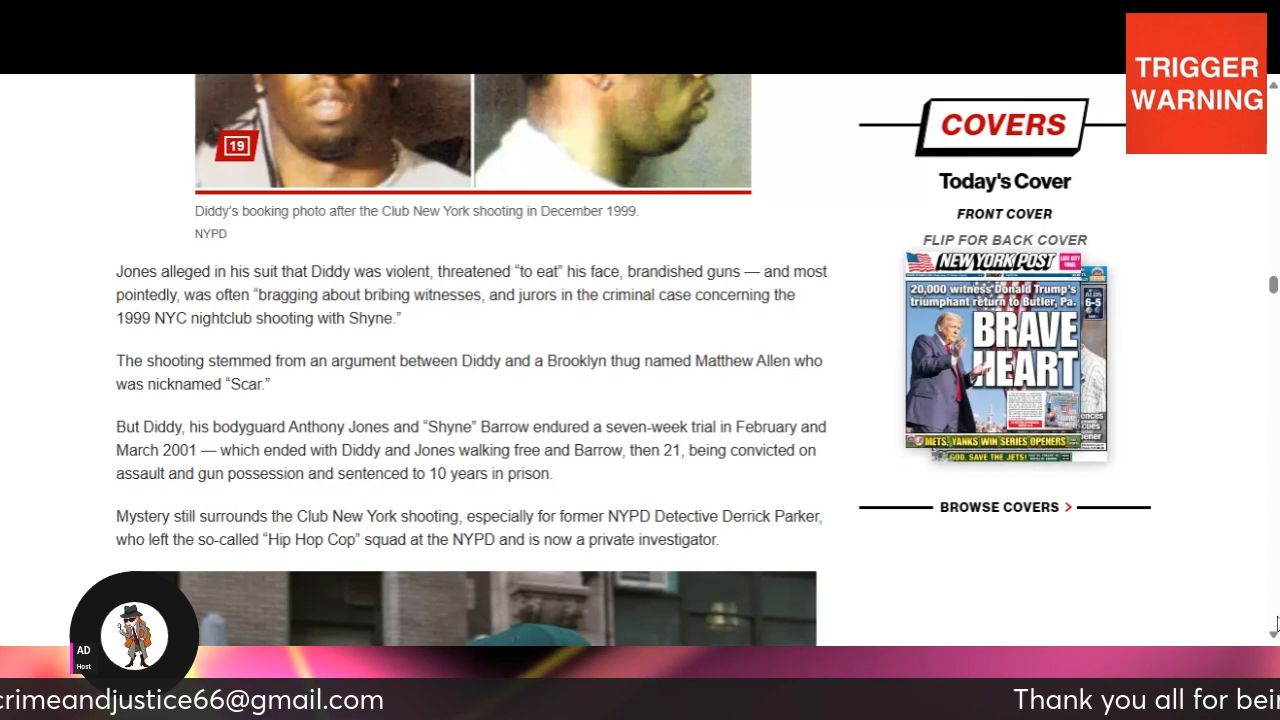 TRIGGER
WARNING
19
Diddy's booking photo after the Club New York shooting in December 1999.
NYPD
Jones alleged in his suit that Diddy was violent, threatened “to eat” his face, brandished guns — and most
pointedly, was often “bragging about bribing witnesses, and jurors in the criminal case concerning the
1999 NYC nightclub shooting with Shyne.”
The shooting stemmed from an argument between Diddy and a Brooklyn thug named Matthew Allen who
was nicknamed “Scar.”
But Diddy, his bodyguard Anthony Jones and “Shyne” Barrow endured a seven-week trial in February and
March 2001 — which ended with Diddy and Jones walking free and Barrow, then 21, being convicted on
assault and gun possession and sentenced to 10 years in prison.
Mystery still surrounds the Club New York shooting, especially for former NYPD Detective Derrick Parker,
who left the so-called “Hip Hop Cop” squad at the NYPD and is now a private investigator.
COVERS
Today's Cover
FRONT COVER
FLIP FOR BACK COVER
NEW YORK POST
LATE CITY
FINAL
20,000 witness Donald Trump's
triumphant return to Butler, Pa.
BRAVE
HEART
ALDS
6-5
METS, YANKS WIN SERIES OPENERS
GOD, SAVE THE JETS!
BROWSE COVERS >
AD
Host
crimeandjustice66@gmail.com
Thank you all for bei